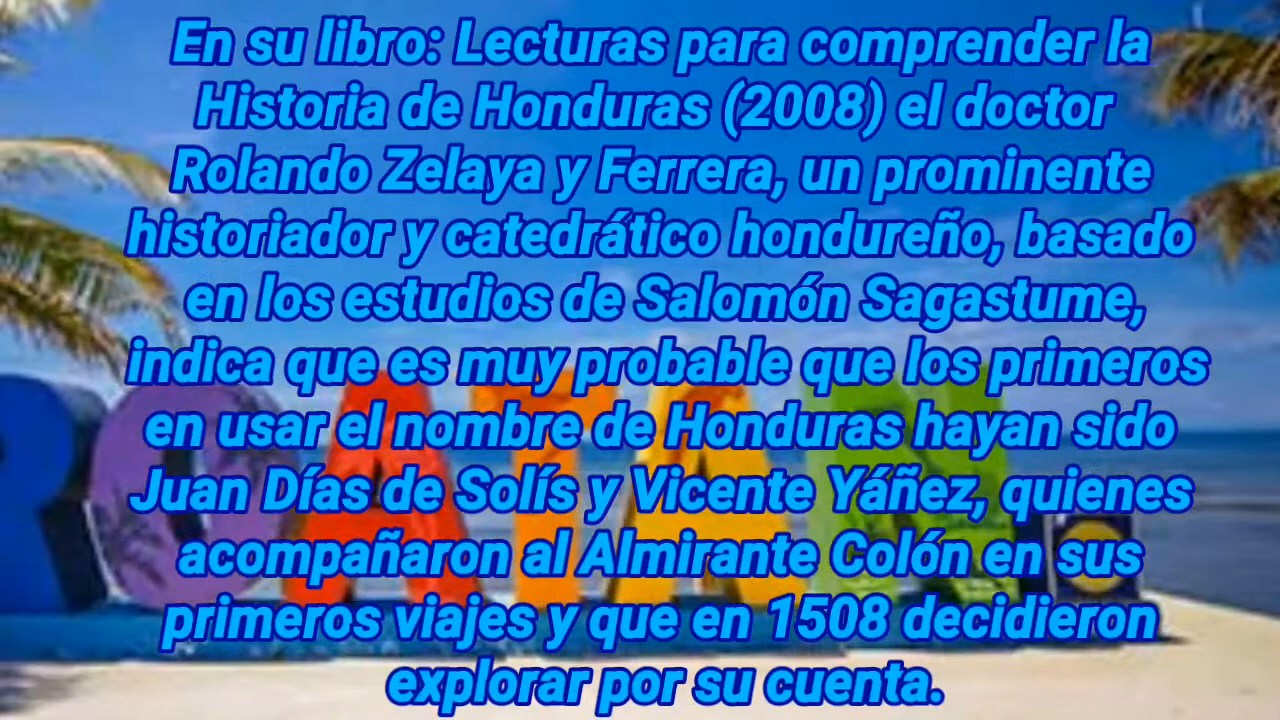 En su libro: Lecturas para comprender la
Historia de Honduras (2008) el doctor
Rolando Zelaya y Ferrera, un prominente
historiador y catedrático hondureño, basado
en los estudios de Salomón Sagastume,
indica que es muy probable que los primeros
en usar el nombre de Honduras hayan sido
Juan Días de Solís y Vicente Yáñez, quienes
acompañaron al Almirante Colón en sus
primeros viajes y que en 1508 decidieron
explorar por su cuenta.
ROATAN